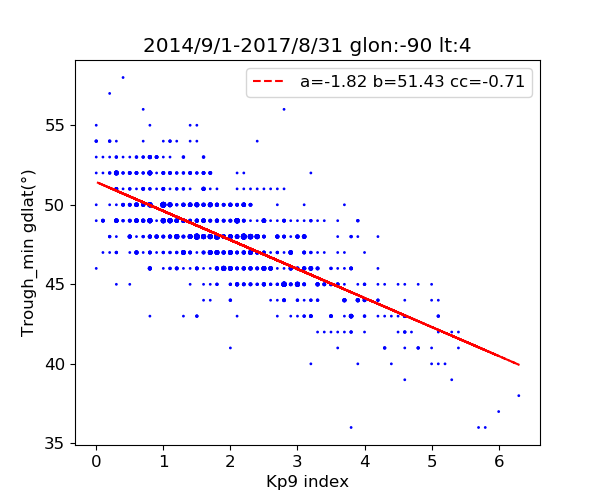 2014/9/1-2017/8/31 glon:-90 lt:4
a=-1.82 b=51.43 cc=-0.71
Trough_min gdlat(°)
55
50
45
40
35
0 1 2 3 4 5 6
Kp9 index